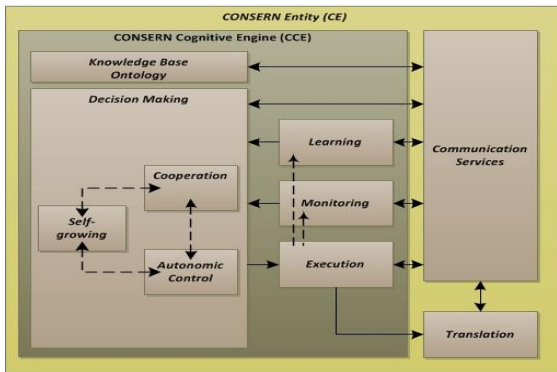 CONSERN Entity (CE)
CONSERN Cognitive Engine (CCE)
Knowledge Base
Ontology
Decision Making
Learning
Communication
Services
Cooperation
Monitoring
Self-
growing
Autonomic
Control
Execution
Translation